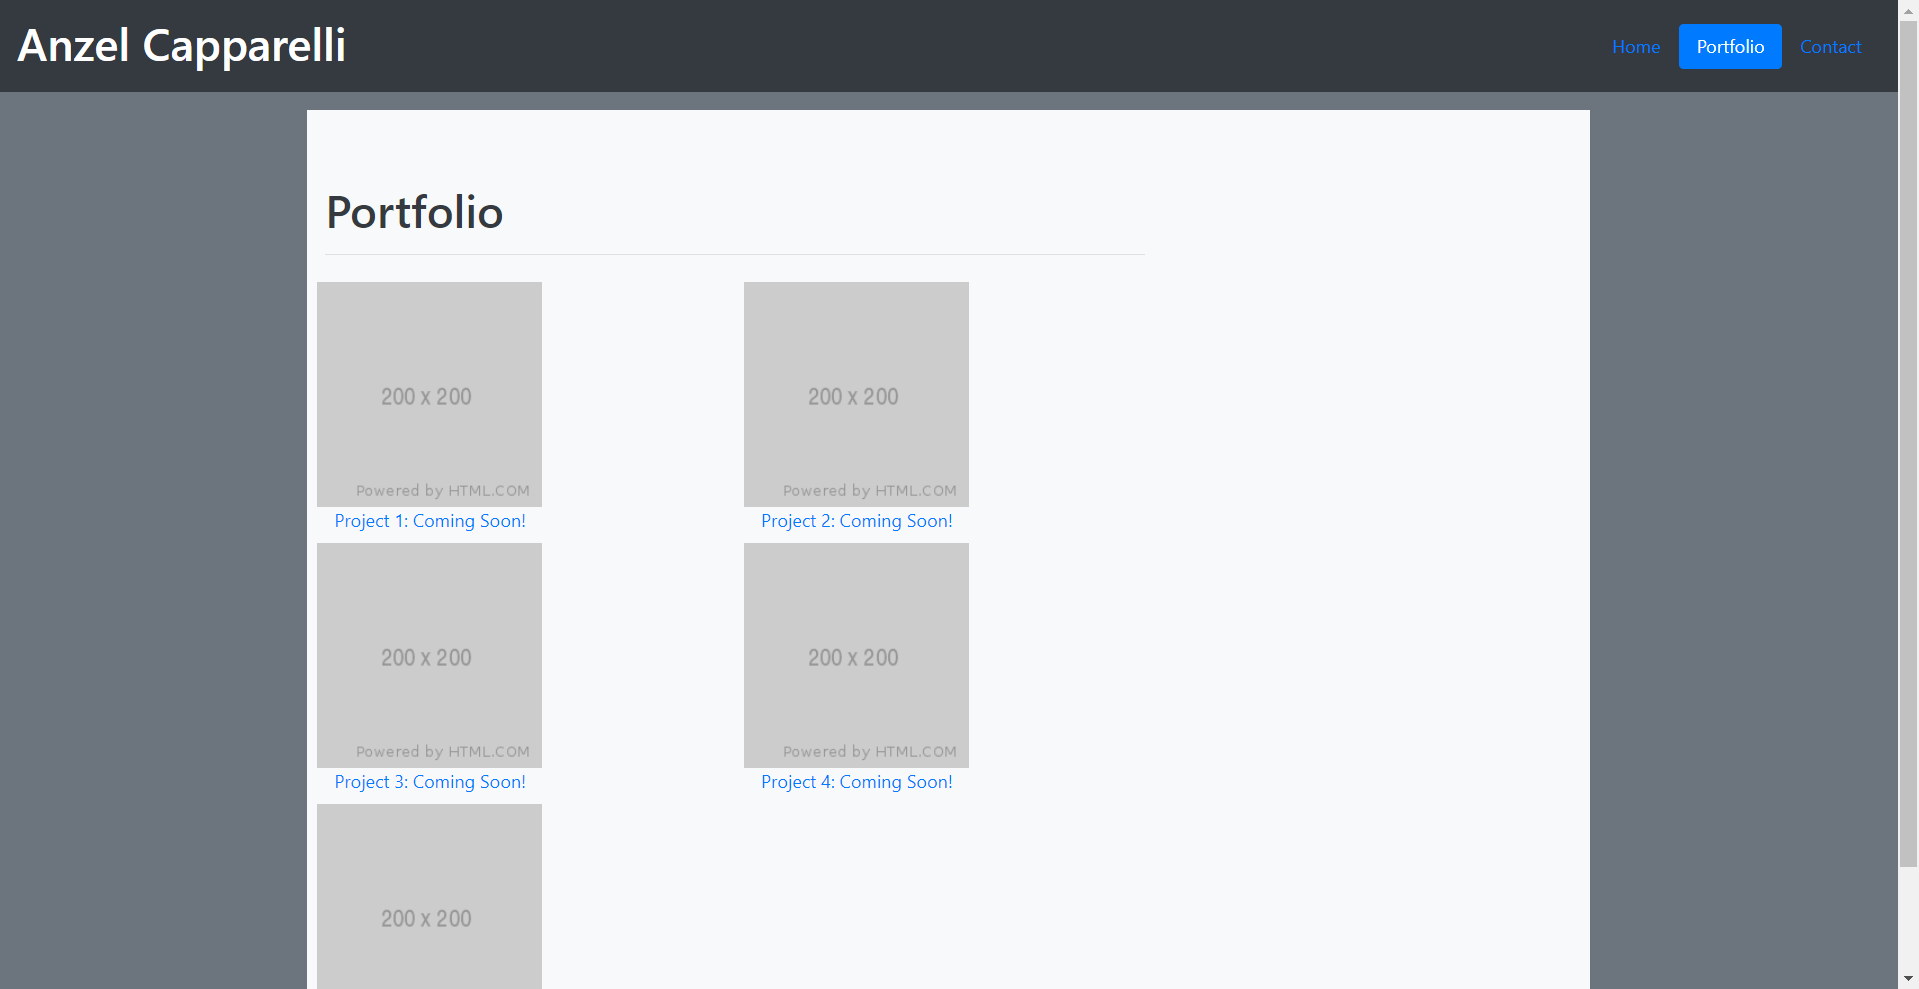 Anzel Capparelli
Home Portfolio Contact
Portfolio
200 x 200
Powered by HTML.COM
Project 1: Coming Soon!
200 x 200
Powered by HTML.COM
Project 2: Coming Soon!
200 x 200
Powered by HTML.COM
Project 3: Coming Soon!
200 x 200
Powered by HTML.COM
Project 4: Coming Soon!
200 x 200